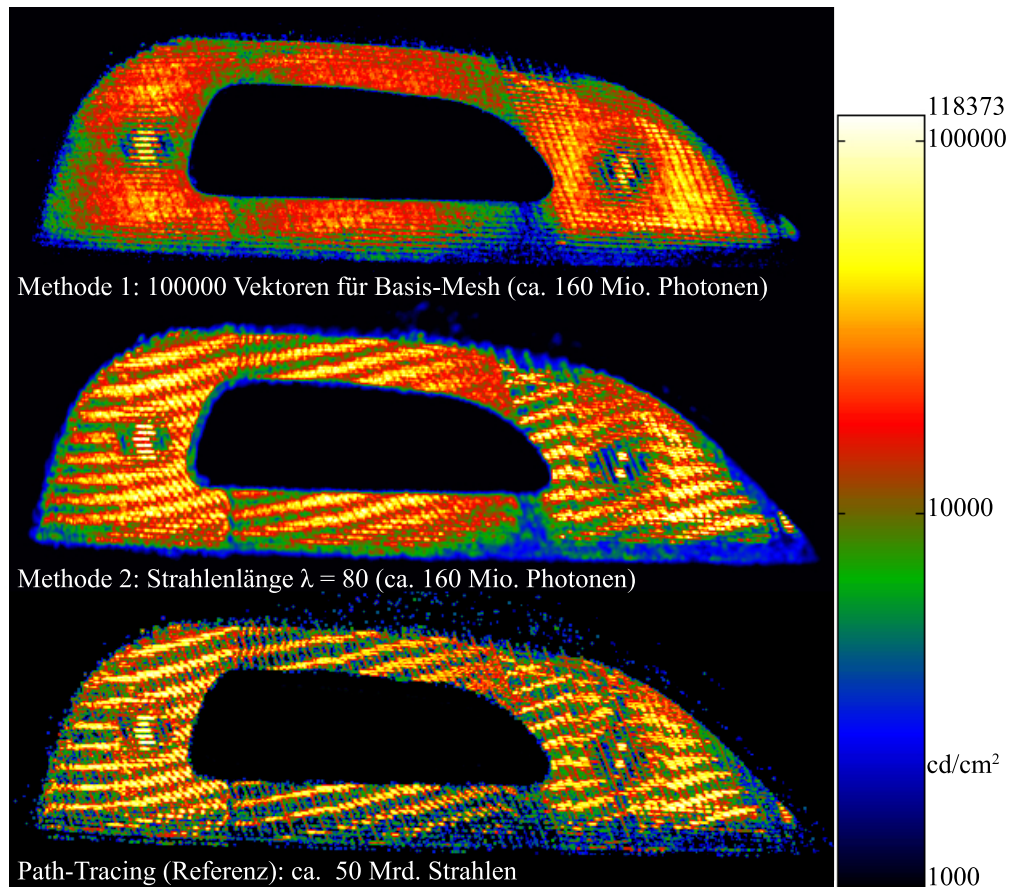 118373
100000
Methode 1: 100000 Vektoren für Basis-Mesh (ca. 160 Mio. Photonen)
10000
Methode 2: Strahlenlänge λ = 80 (ca. 160 Mio. Photonen)
cd/cm²
Path-Tracing (Referenz): ca. 50 Mrd. Strahlen
1000